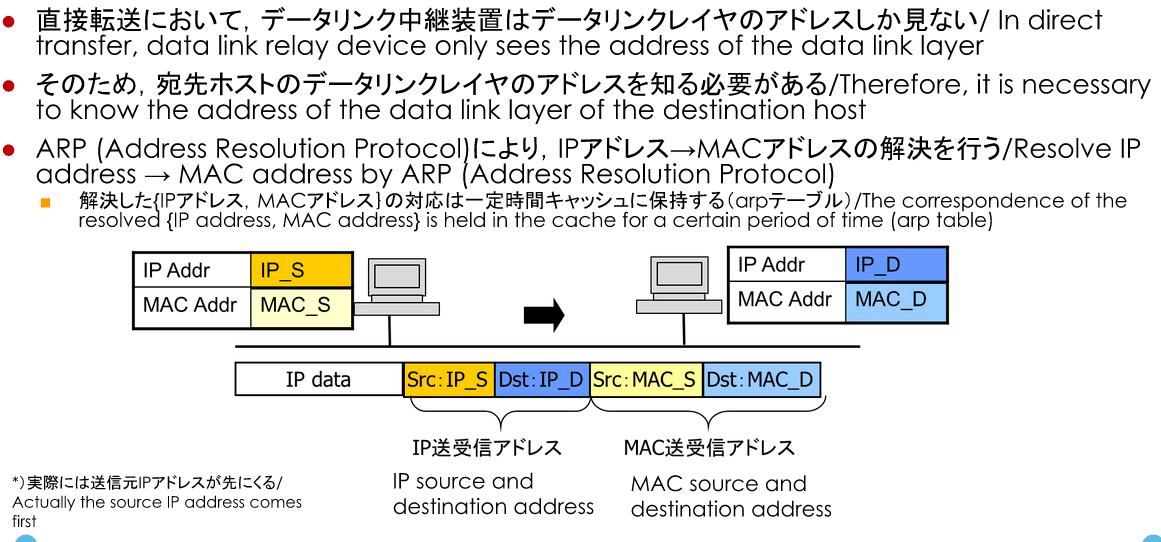 直接転送において，データリンク中継装置はデータリンクレイヤのアドレスしか見ない/ In direct
transfer, data link relay device only sees the address of the data link layer
そのため，宛先ホストのデータリンクレイヤのアドレスを知る必要がある/Therefore, it is necessary
to know the address of the data link layer of the destination host
ARP (Address Resolution Protocol)により，IPアドレス→MACアドレスの解決を行う/Resolve IP
address → MAC address by ARP (Address Resolution Protocol)
解決した{IPアドレス，MACアドレス}の対応は一定時間キャッシュに保持する（arpテーブル）/The correspondence of the
resolved {IP address, MAC address} is held in the cache for a certain period of time (arp table)
IP Addr IP_S
MAC Addr MAC_S
IP Addr IP_D
MAC Addr MAC_D
IP data Src:IP_S Dst:IP_D Src:MAC_S Dst:MAC_D
IP送受信アドレス
IP source and
destination address
MAC送受信アドレス
MAC source and
destination address
*）実際には送信元IPアドレスが先にくる/
Actually the source IP address comes
first